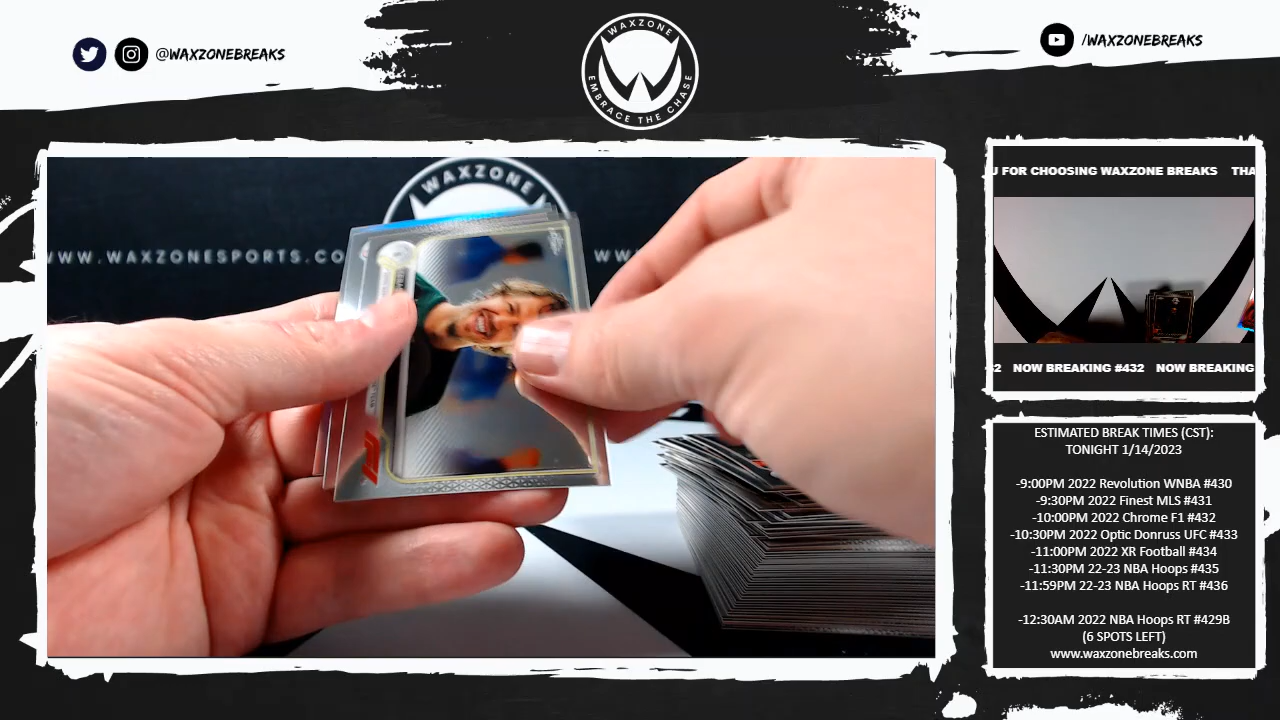 @WAXZONEBREAKS
WAXZONE
EMBRACE THE CHASE
/WAXZONEBREAKS
WAXZONE
WWW.WAXZONESPORTS.CO
WW
U FOR CHOOSING WAXZONE BREAKS THA
32 NOW BREAKING #432 NOW BREAKING
ESTIMATED BREAK TIMES (CST):
TONIGHT 1/14/2023
-9:00PM 2022 Revolution WNBA #430
-9:30PM 2022 Finest MLS #431
-10:00PM 2022 Chrome F1 #432
-10:30PM 2022 Optic Donruss UFC #433
-11:00PM 2022 XR Football #434
-11:30PM 22-23 NBA Hoops #435
-11:59PM 22-23 NBA Hoops RT #436
-12:30AM 2022 NBA Hoops RT #429B
(6 SPOTS LEFT)
www.waxzonebreaks.com